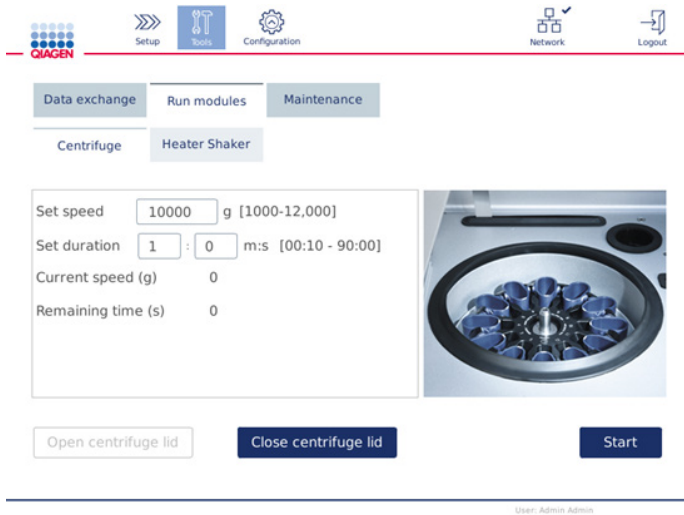 QIAGEN
Setup
Tools
Configuration
Network
Logout
Data exchange
Run modules
Maintenance
Centrifuge
Heater Shaker
Set speed 10000 g [1000-12,000]
Set duration 1 : 0 m:s [00:10 - 90:00]
Current speed (g) 0
Remaining time (s) 0
Open centrifuge lid
Close centrifuge lid
Start
User: Admin Admin